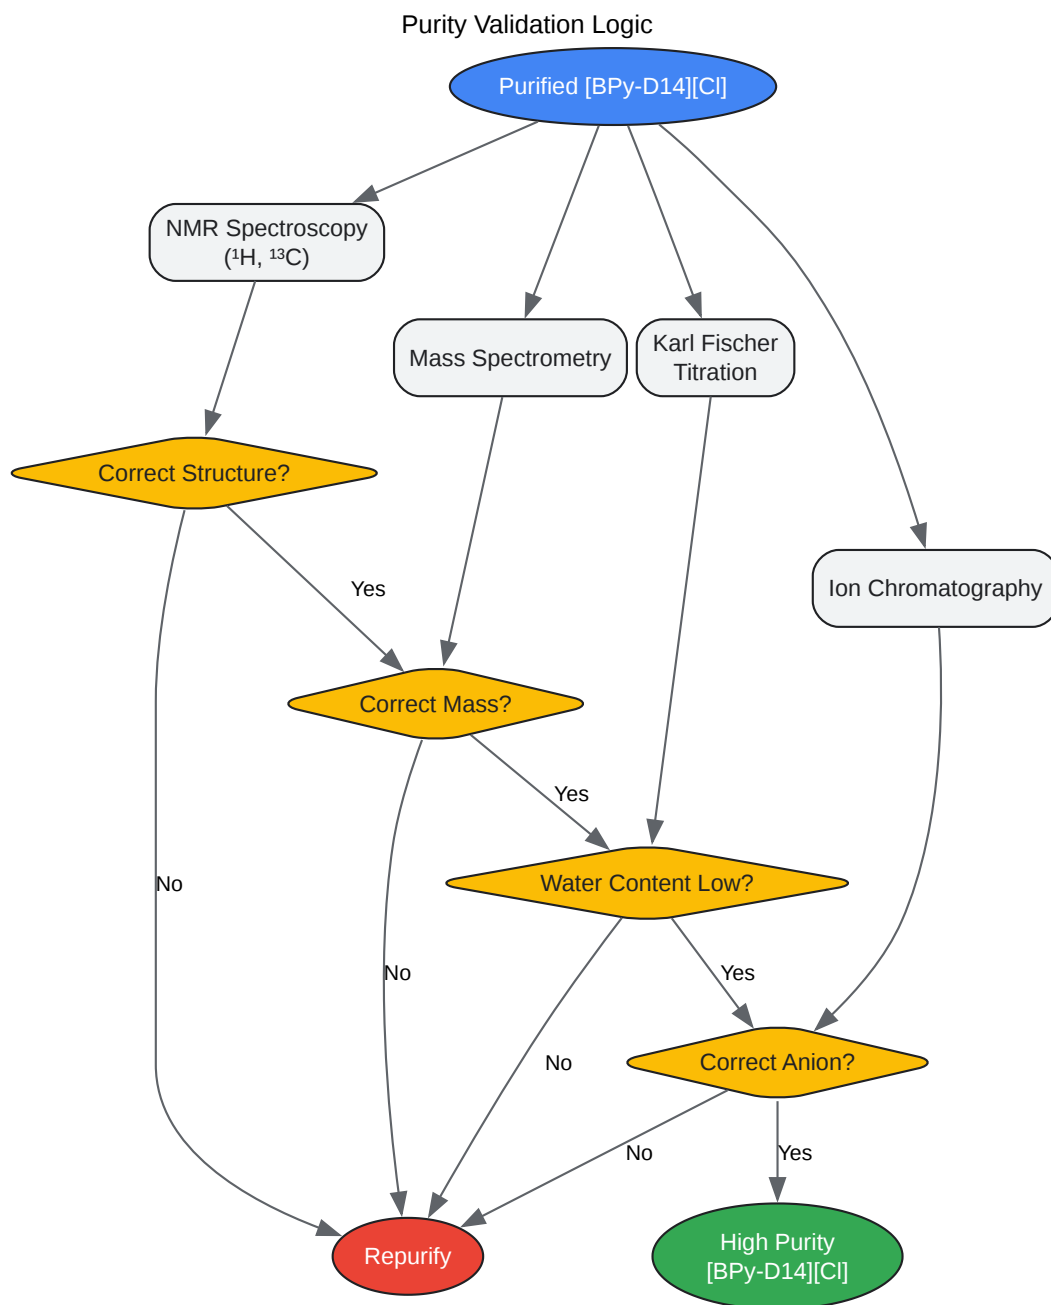 Purity Validation Logic
Purified [BPy-D14][Cl]
NMR Spectroscopy
(¹H, ¹³C)
Mass Spectrometry
Karl Fischer
Titration
Correct Structure?
Ion Chromatography
Yes
Correct Mass?
Yes
Water Content Low?
No
No
Yes
No
Correct Anion?
No
Yes
Repurify
High Purity
[BPy-D14][Cl]